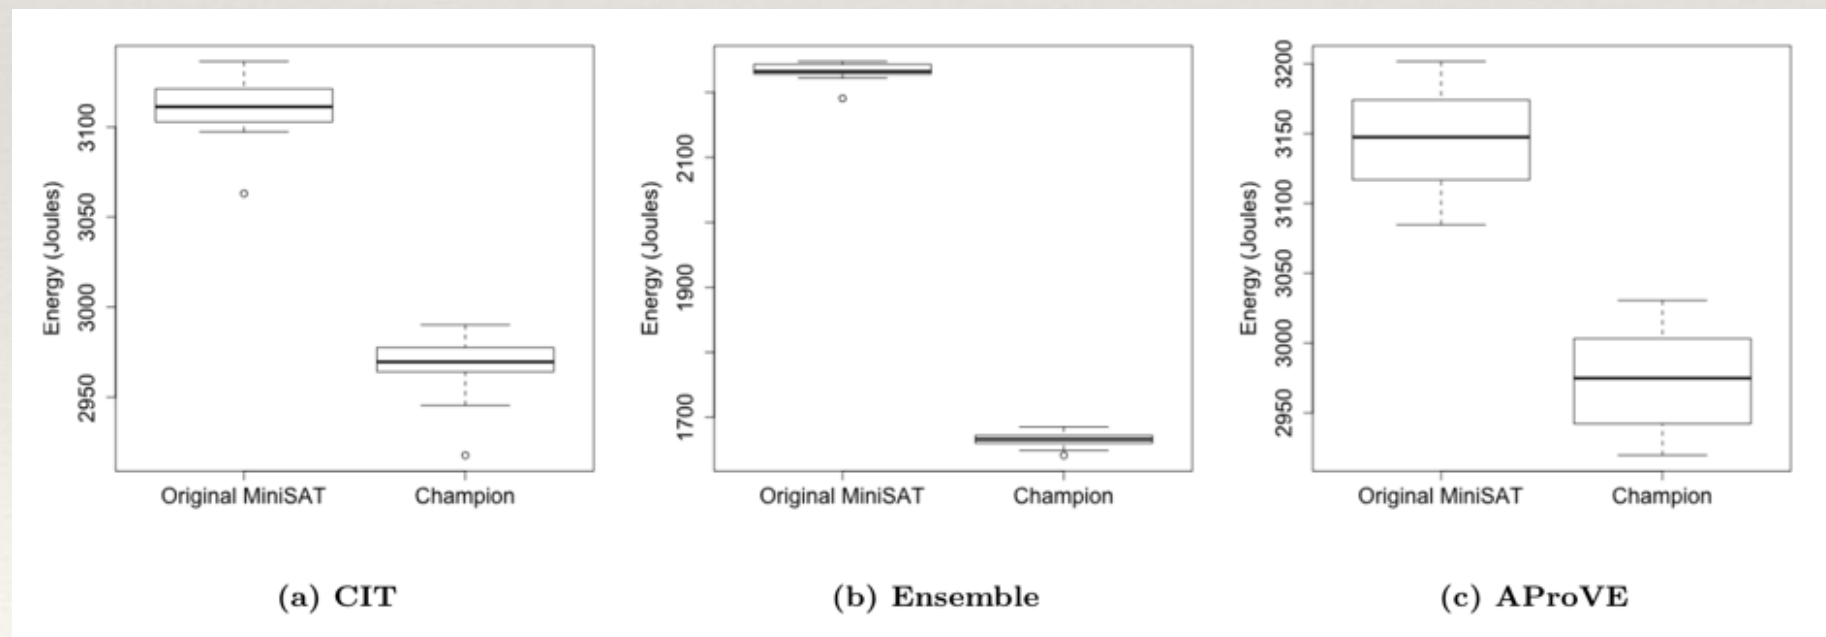 Energy (Joules)
3100
3050
3000
2950
Original MiniSAT
Champion
(a) CIT
Energy (Joules)
2100
1900
1700
Original MiniSAT
Champion
(b) Ensemble
Energy (Joules)
3200
3150
3100
3050
3000
2950
Original MiniSAT
Champion
(c) AProVE